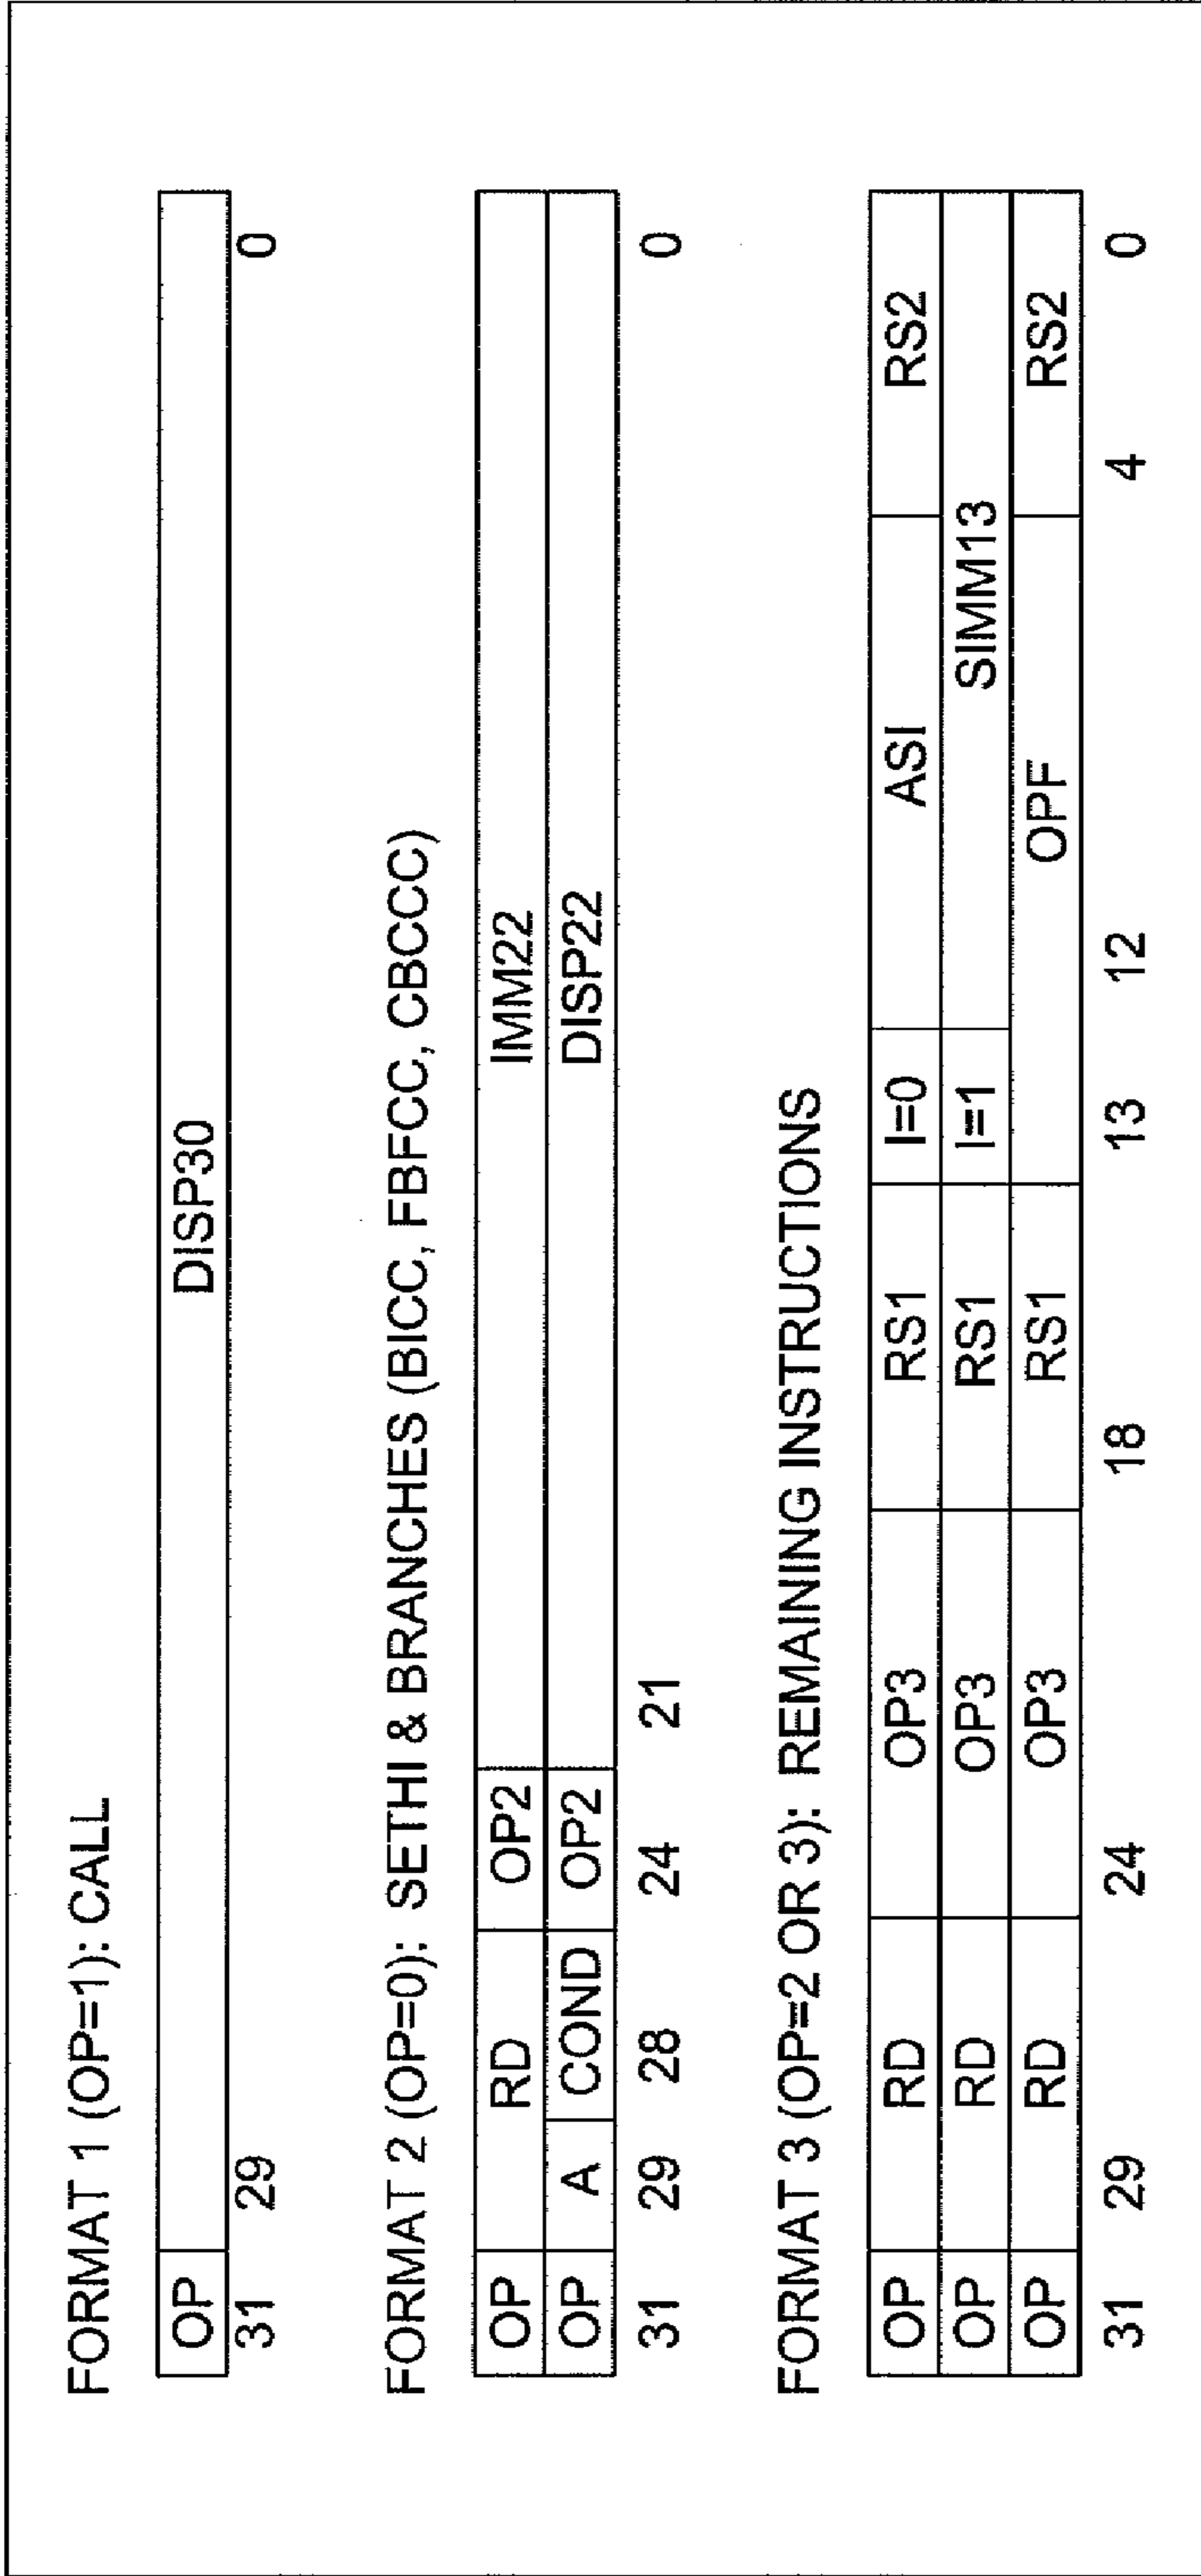 FORMAT 1 (OP=1): CALL
OP DISP30
31 29 0
FORMAT 2 (OP=0): SETHI & BRANCHES (BICC, FBFCC, CBCCC)
OP RD OP2 IMM22
OP A COND OP2 DISP22
31 29 28 24 21 0
FORMAT 3 (OP=2 OR 3): REMAINING INSTRUCTIONS
OP RD OP3 RS1 I=0 ASI RS2
OP RD OP3 RS1 I=1 SIMM13
OP RD OP3 RS1 OPF RS2
31 29 24 18 13 12 4 0